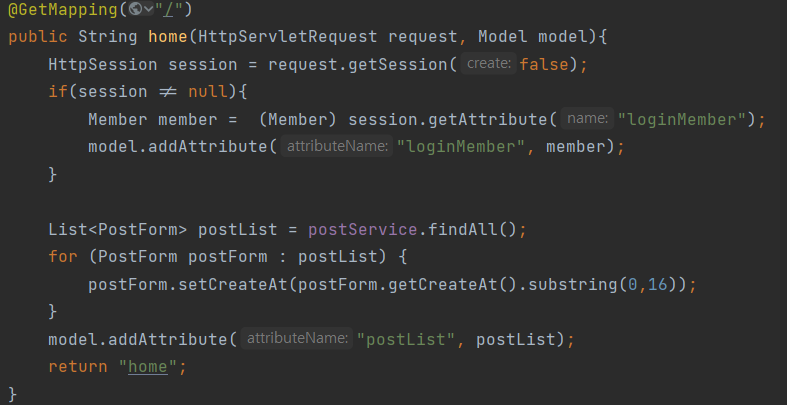 @GetMapping("/")
public String home(HttpServletRequest request, Model model){
    HttpSession session = request.getSession( create: false);
    if(session ≠ null){
        Member member =  (Member) session.getAttribute( name: "loginMember");
        model.addAttribute( attributeName: "loginMember", member);
    }

    List<PostForm> postList = postService.findAll();
    for (PostForm postForm : postList) {
        postForm.setCreateAt(postForm.getCreateAt().substring(0,16));
    }
    model.addAttribute( attributeName: "postList", postList);
    return "home";
}